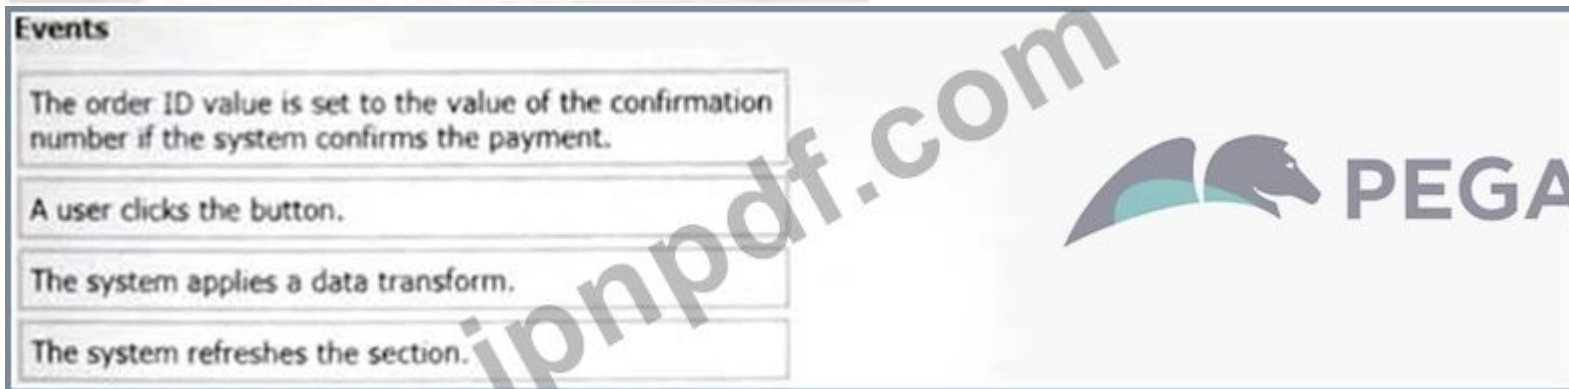 Events
The order ID value is set to the value of the confirmation
number if the system confirms the payment.
A user clicks the button.
The system applies a data transform.
The system refreshes the section.
ipnpdf.com
PEGA